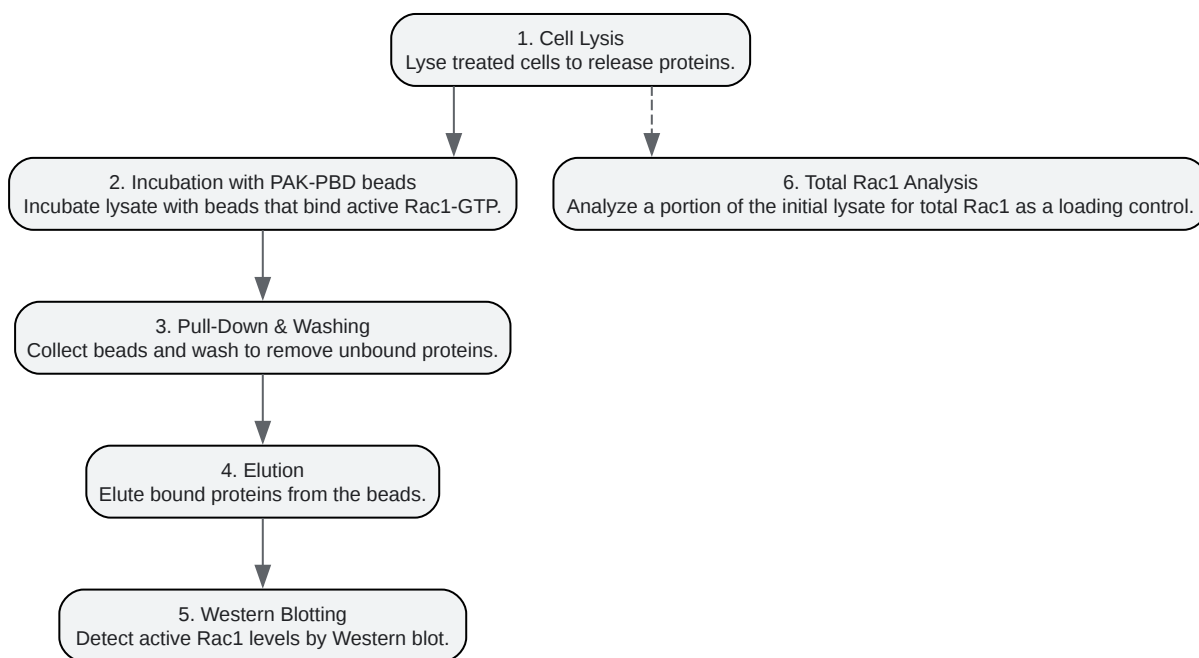 1. Cell Lysis
Lyse treated cells to release proteins.
2. Incubation with PAK-PBD beads
Incubate lysate with beads that bind active Rac1-GTP.
6. Total Rac1 Analysis
Analyze a portion of the initial lysate for total Rac1 as a loading control.
3. Pull-Down & Washing
Collect beads and wash to remove unbound proteins.
4. Elution
Elute bound proteins from the beads.
5. Western Blotting
Detect active Rac1 levels by Western blot.